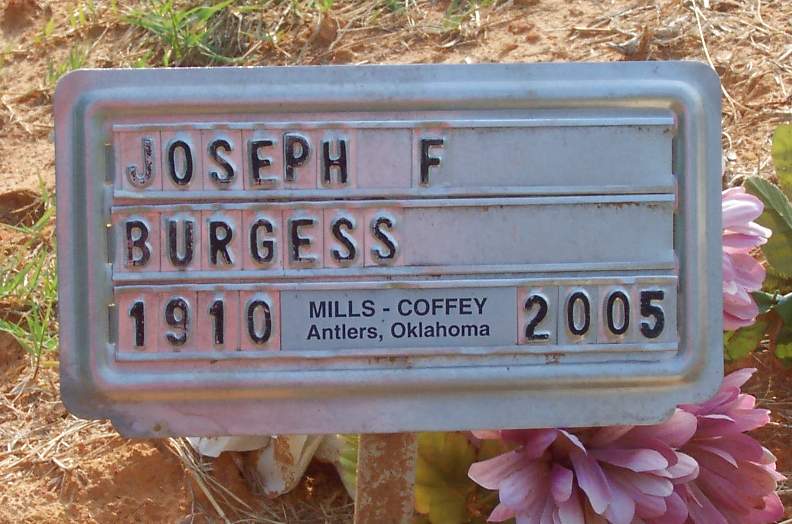 JOSEPH F
BURGESS
1910 MILLS - COFFEY 2005
Antlers, Oklahoma